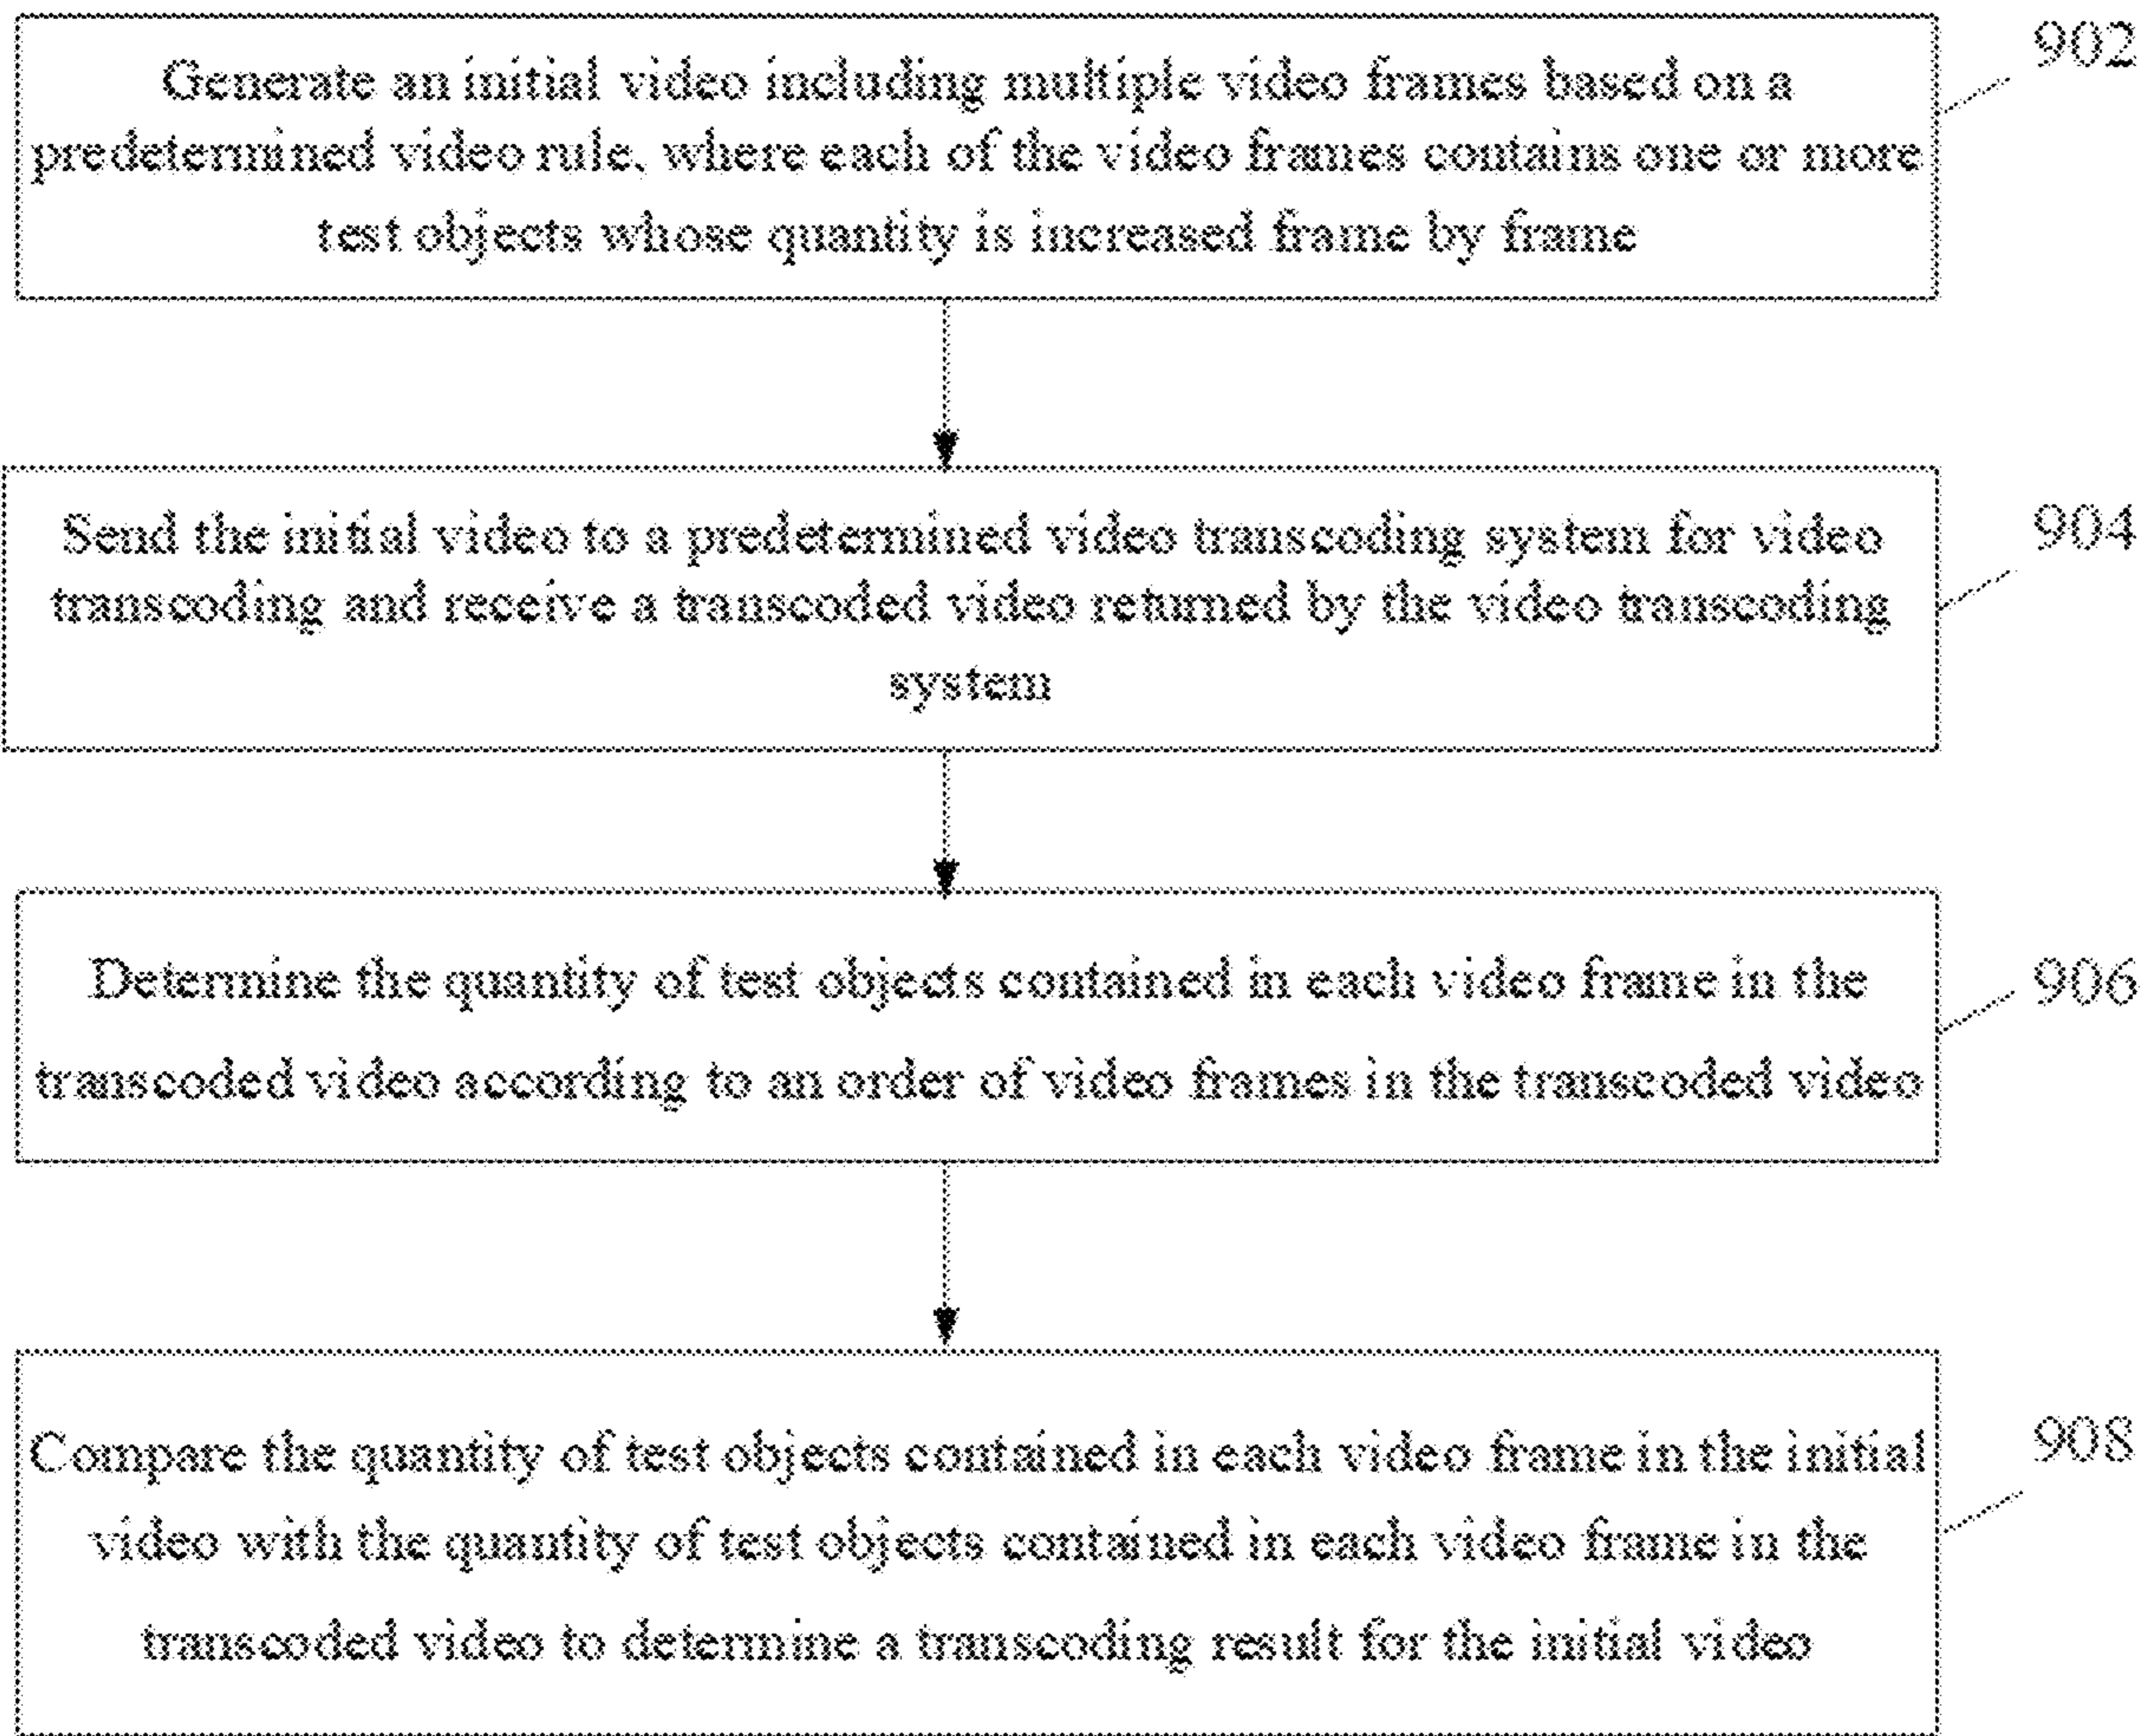 Generate an initial video including multiple video frames based on a
predetermined video rule, where each of the video frames contains one or more
test objects whose quantity is increased frame by frame
902
Send the initial video to a predetermined video transcoding system for video
transcoding and receive a transcoded video returned by the video transcoding
system
904
Determine the quantity of test objects contained in each video frame in the
transcoded video according to an order of video frames in the transcoded video
906
Compare the quantity of test objects contained in each video frame in the initial
video with the quantity of test objects contained in each video frame in the
transcoded video to determine a transcoding result for the initial video
908